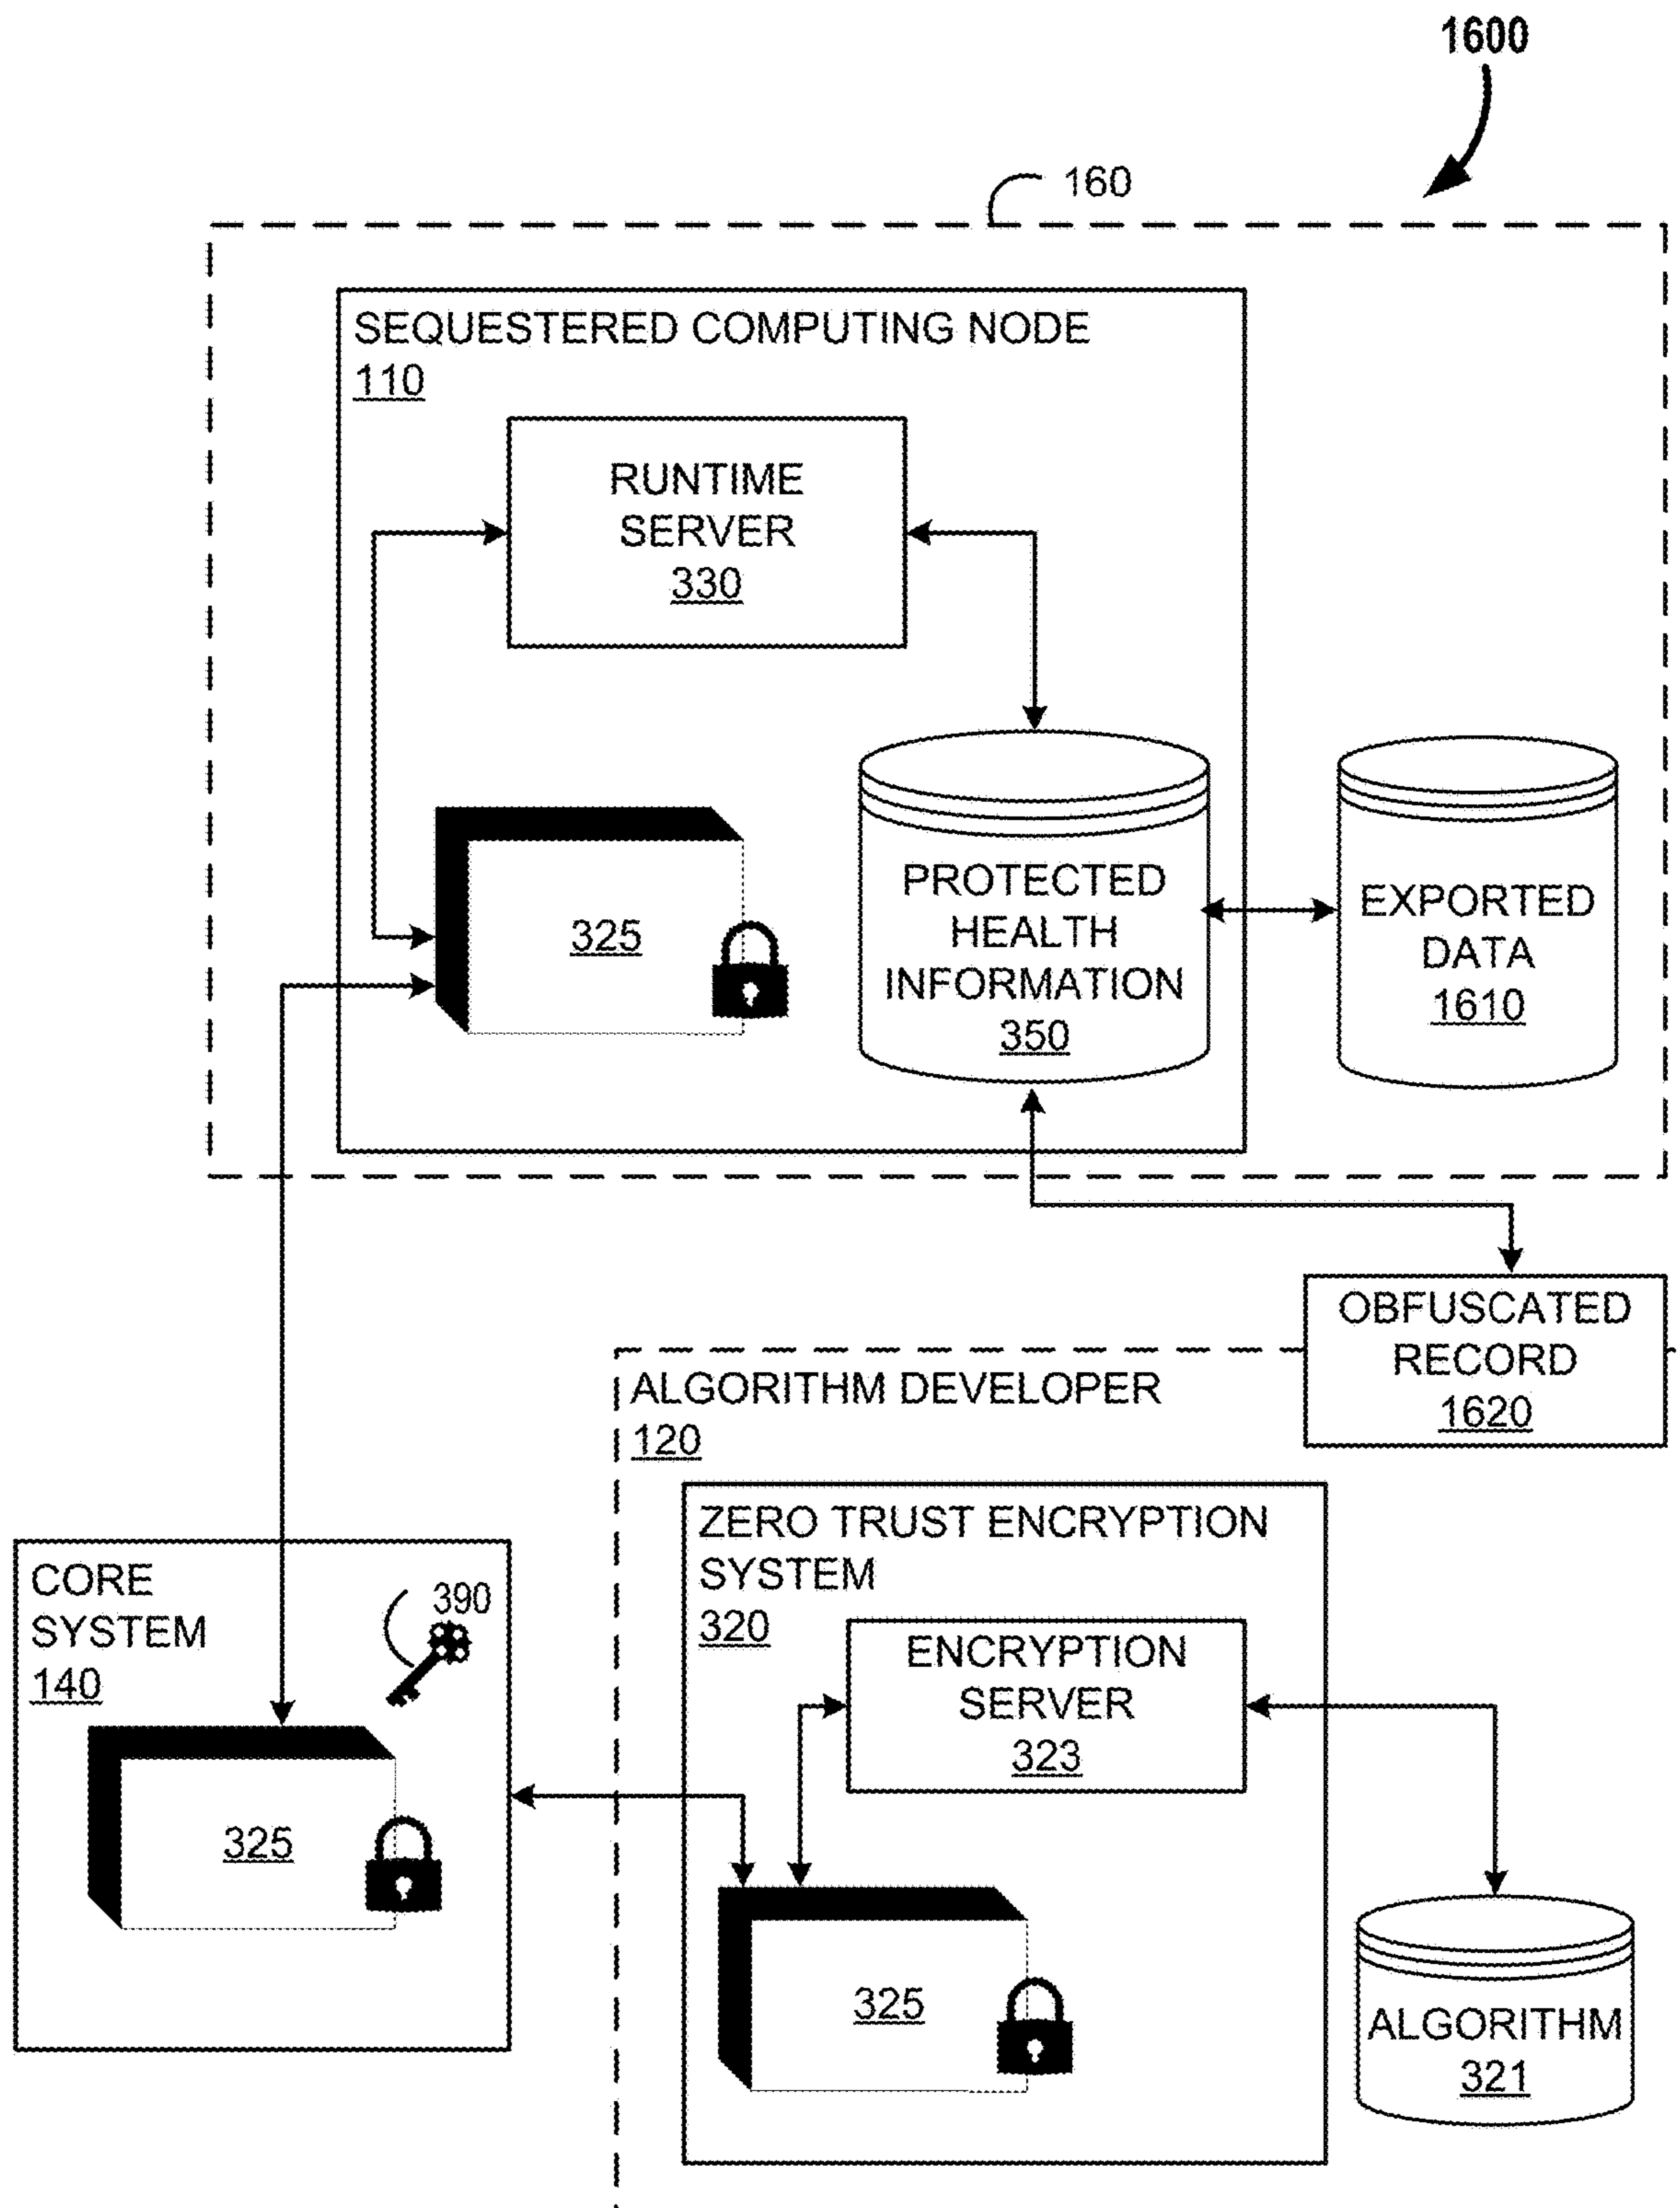 1600
160
SEQUESTERED COMPUTING NODE
110
RUNTIME
SERVER
330
325
PROTECTED
HEALTH
INFORMATION
350
EXPORTED
DATA
1610
OBFUSCATED
RECORD
1620
ALGORITHM DEVELOPER
120
ZERO TRUST ENCRYPTION
SYSTEM
320
ENCRYPTION
SERVER
323
325
ALGORITHM
321
CORE
SYSTEM
140
390
325